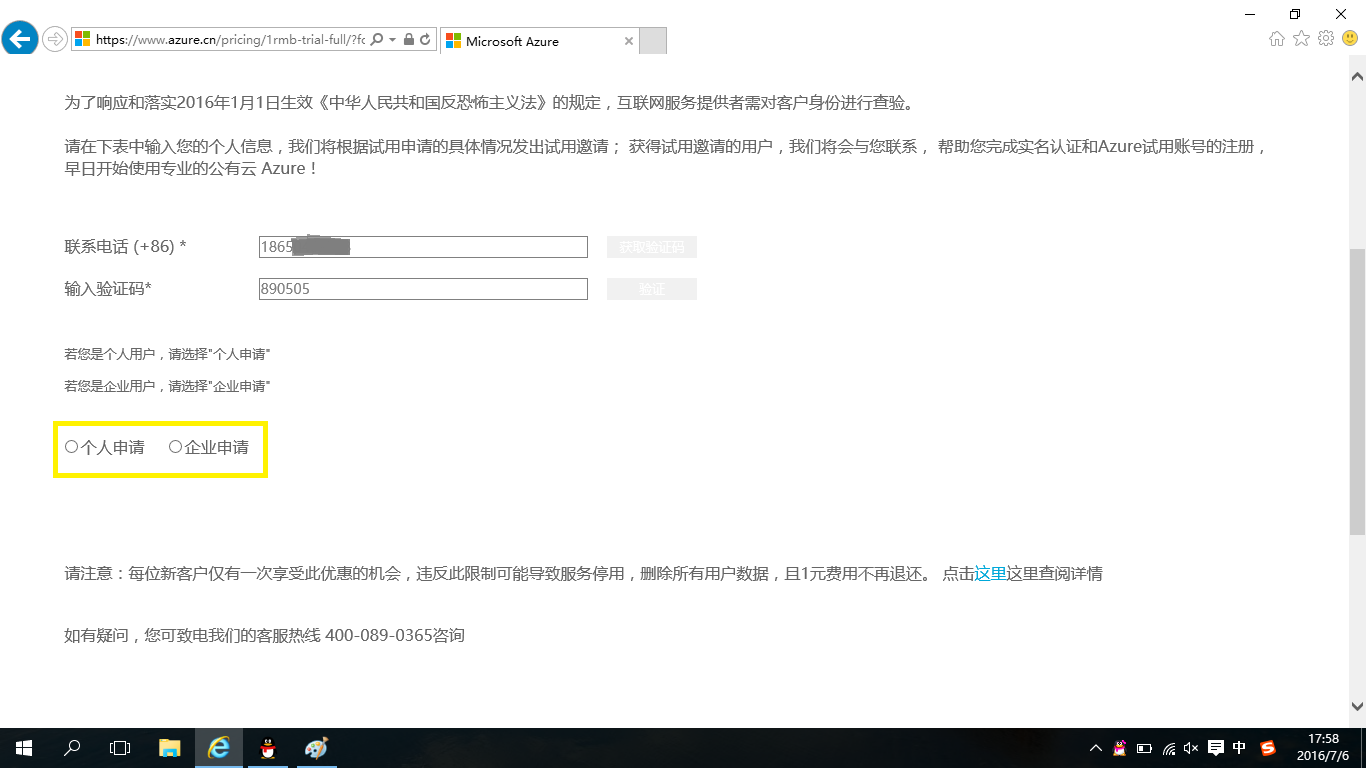 https://www.azure.cn/pricing/1rmb-trial-full/?fc
Microsoft Azure
为了响应和落实2016年1月1日生效《中华人民共和国反恐怖主义法》的规定，互联网服务提供者需对客户身份进行查验。
请在下表中输入您的个人信息，我们将根据试用申请的具体情况发出试用邀请； 获得试用邀请的用户，我们将会与您联系， 帮助您完成实名认证和Azure试用账号的注册，
早日开始使用专业的公有云 Azure！
联系电话 (+86) * 1865 获取验证码
输入验证码* 890505 验证
若您是个人用户，请选择"个人申请"
若您是企业用户，请选择"企业申请"
个人申请 企业申请
请注意：每位新客户仅有一次享受此优惠的机会，违反此限制可能导致服务停用，删除所有用户数据，且1元费用不再退还。 点击这里这里查阅详情
如有疑问，您可致电我们的客服热线 400-089-0365咨询
中
17:58
2016/7/6